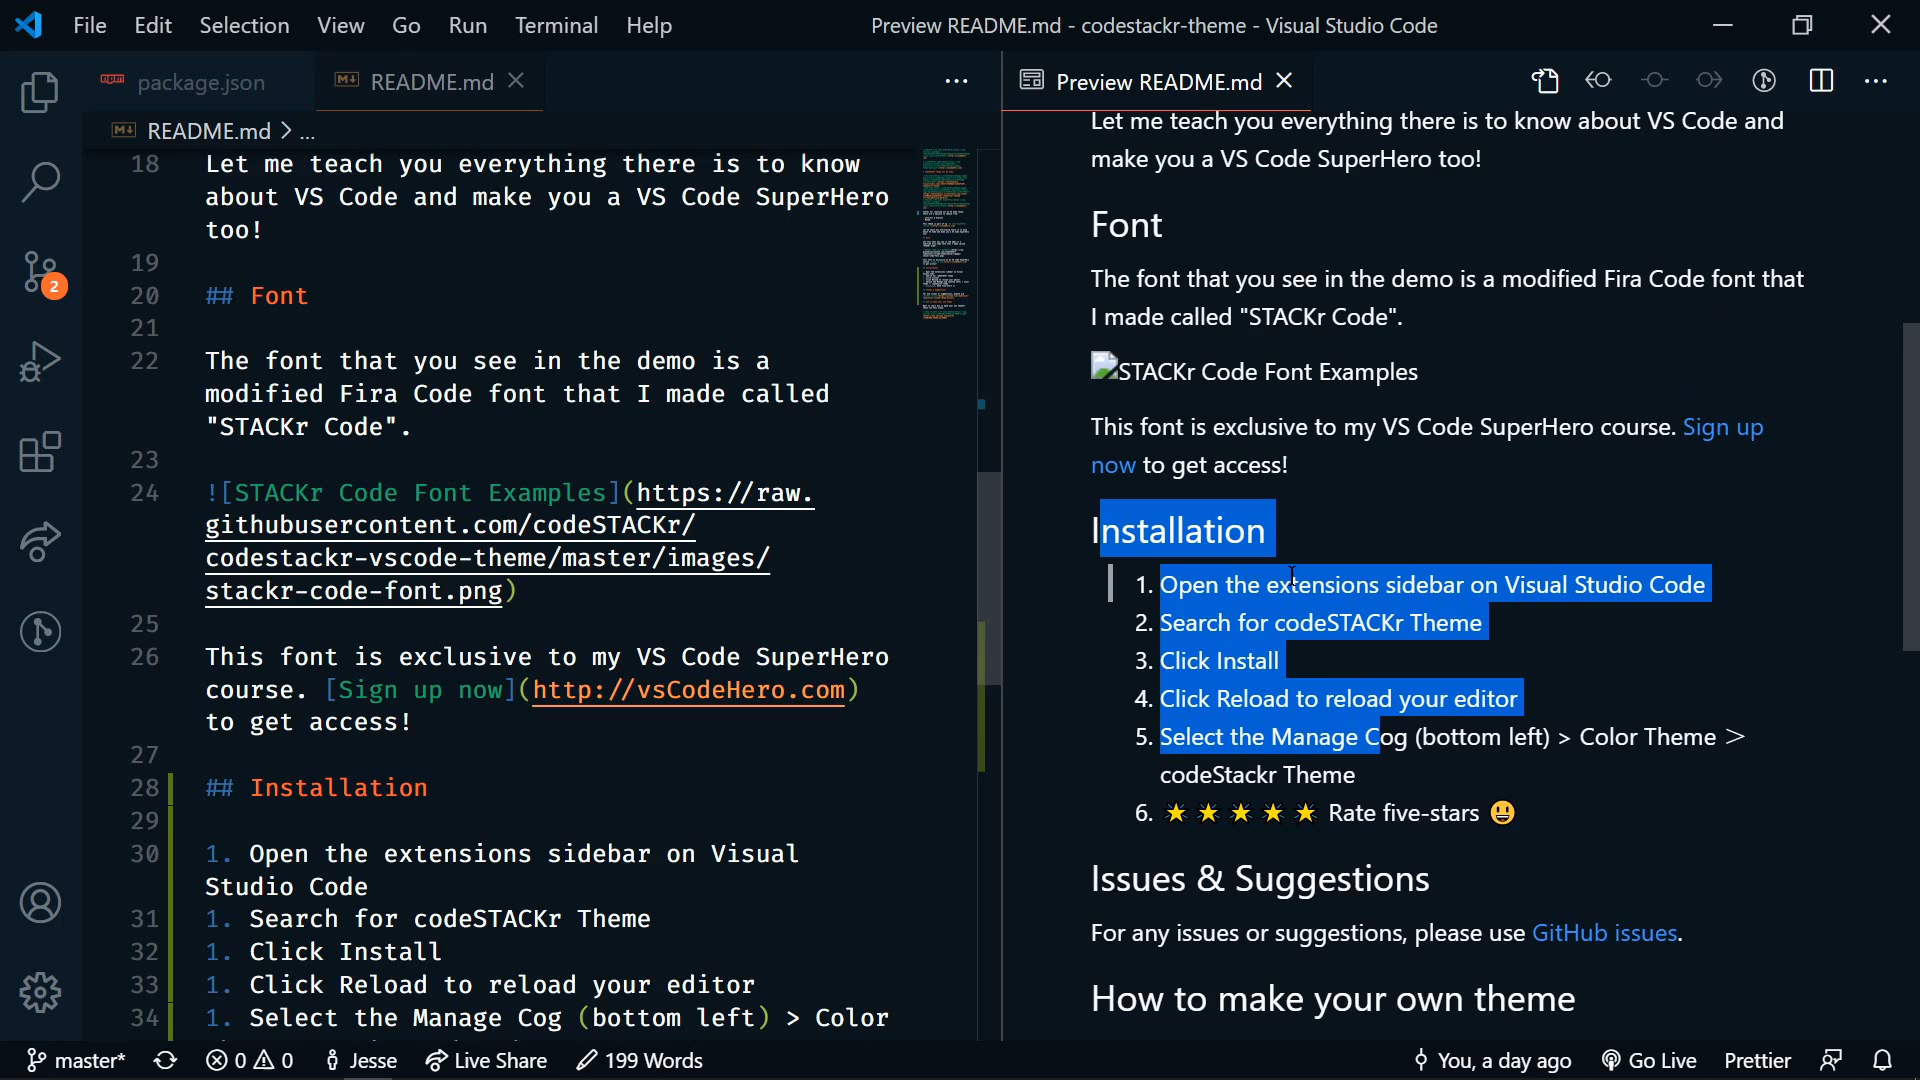 File Edit Selection View Go Run Terminal Help
Preview README.md - codestackr-theme - Visual Studio Code
package.json
README.md
README.md > ...
18 Let me teach you everything there is to know
about VS Code and make you a VS Code SuperHero
too!
19
20 ## Font
21
22 The font that you see in the demo is a
modified Fira Code font that I made called
"STACKr Code".
23
24 ![STACKr Code Font Examples](https://raw.
githubusercontent.com/codeSTACKr/
codestackr-vscode-theme/master/images/
stackr-code-font.png)
25
26 This font is exclusive to my VS Code SuperHero
course. [Sign up now](http://vsCodeHero.com)
to get access!
27
28 ## Installation
29
30 1. Open the extensions sidebar on Visual
Studio Code
31 1. Search for codeSTACKr Theme
32 1. Click Install
33 1. Click Reload to reload your editor
34 1. Select the Manage Cog (bottom left) > Color
Preview README.md
Let me teach you everything there is to know about VS Code and
make you a VS Code SuperHero too!
Font
The font that you see in the demo is a modified Fira Code font that
I made called "STACKr Code".
STACKr Code Font Examples
This font is exclusive to my VS Code SuperHero course. Sign up
now to get access!
Installation
1. Open the extensions sidebar on Visual Studio Code
2. Search for codeSTACKr Theme
3. Click Install
4. Click Reload to reload your editor
5. Select the Manage Cog (bottom left) > Color Theme >
codeStackr Theme
6. ★ ★ ★ ★ ★ Rate five-stars 😃
Issues & Suggestions
For any issues or suggestions, please use GitHub issues.
How to make your own theme
2
master* 0 0 Jesse Live Share 199 Words
You, a day ago Go Live Prettier